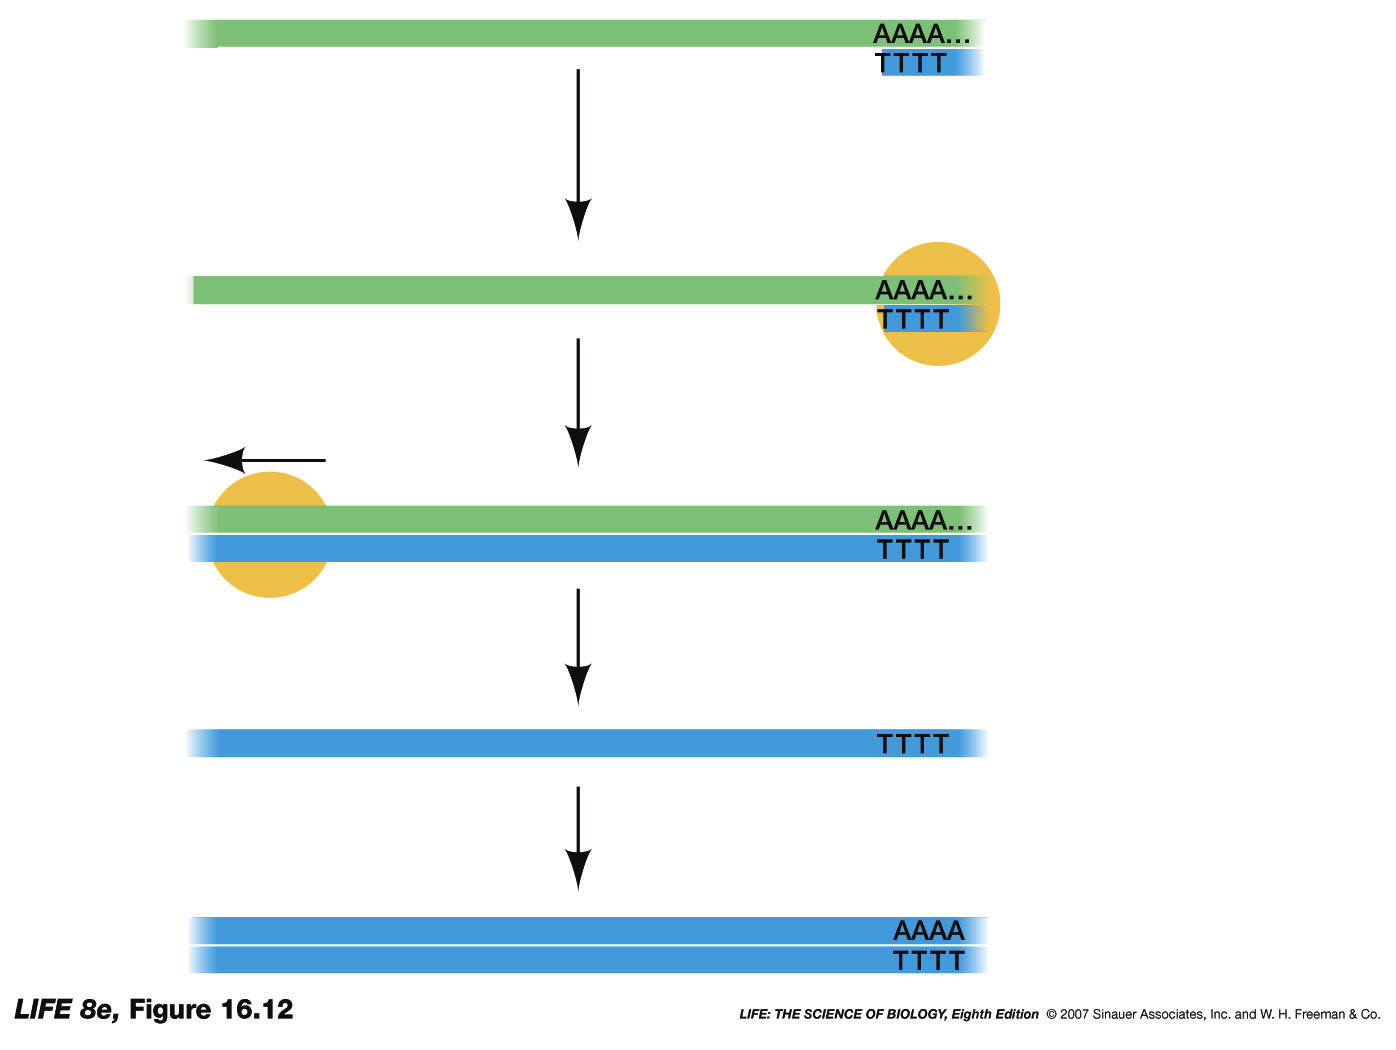 AAAA...
TTTT
AAAA...
TTTT
AAAA...
TTTT
TTTT
AAAA
TTTT
LIFE 8e, Figure 16.12
LIFE: THE SCIENCE OF BIOLOGY, Eighth Edition © 2007 Sinauer Associates, Inc. and W. H. Freeman & Co.